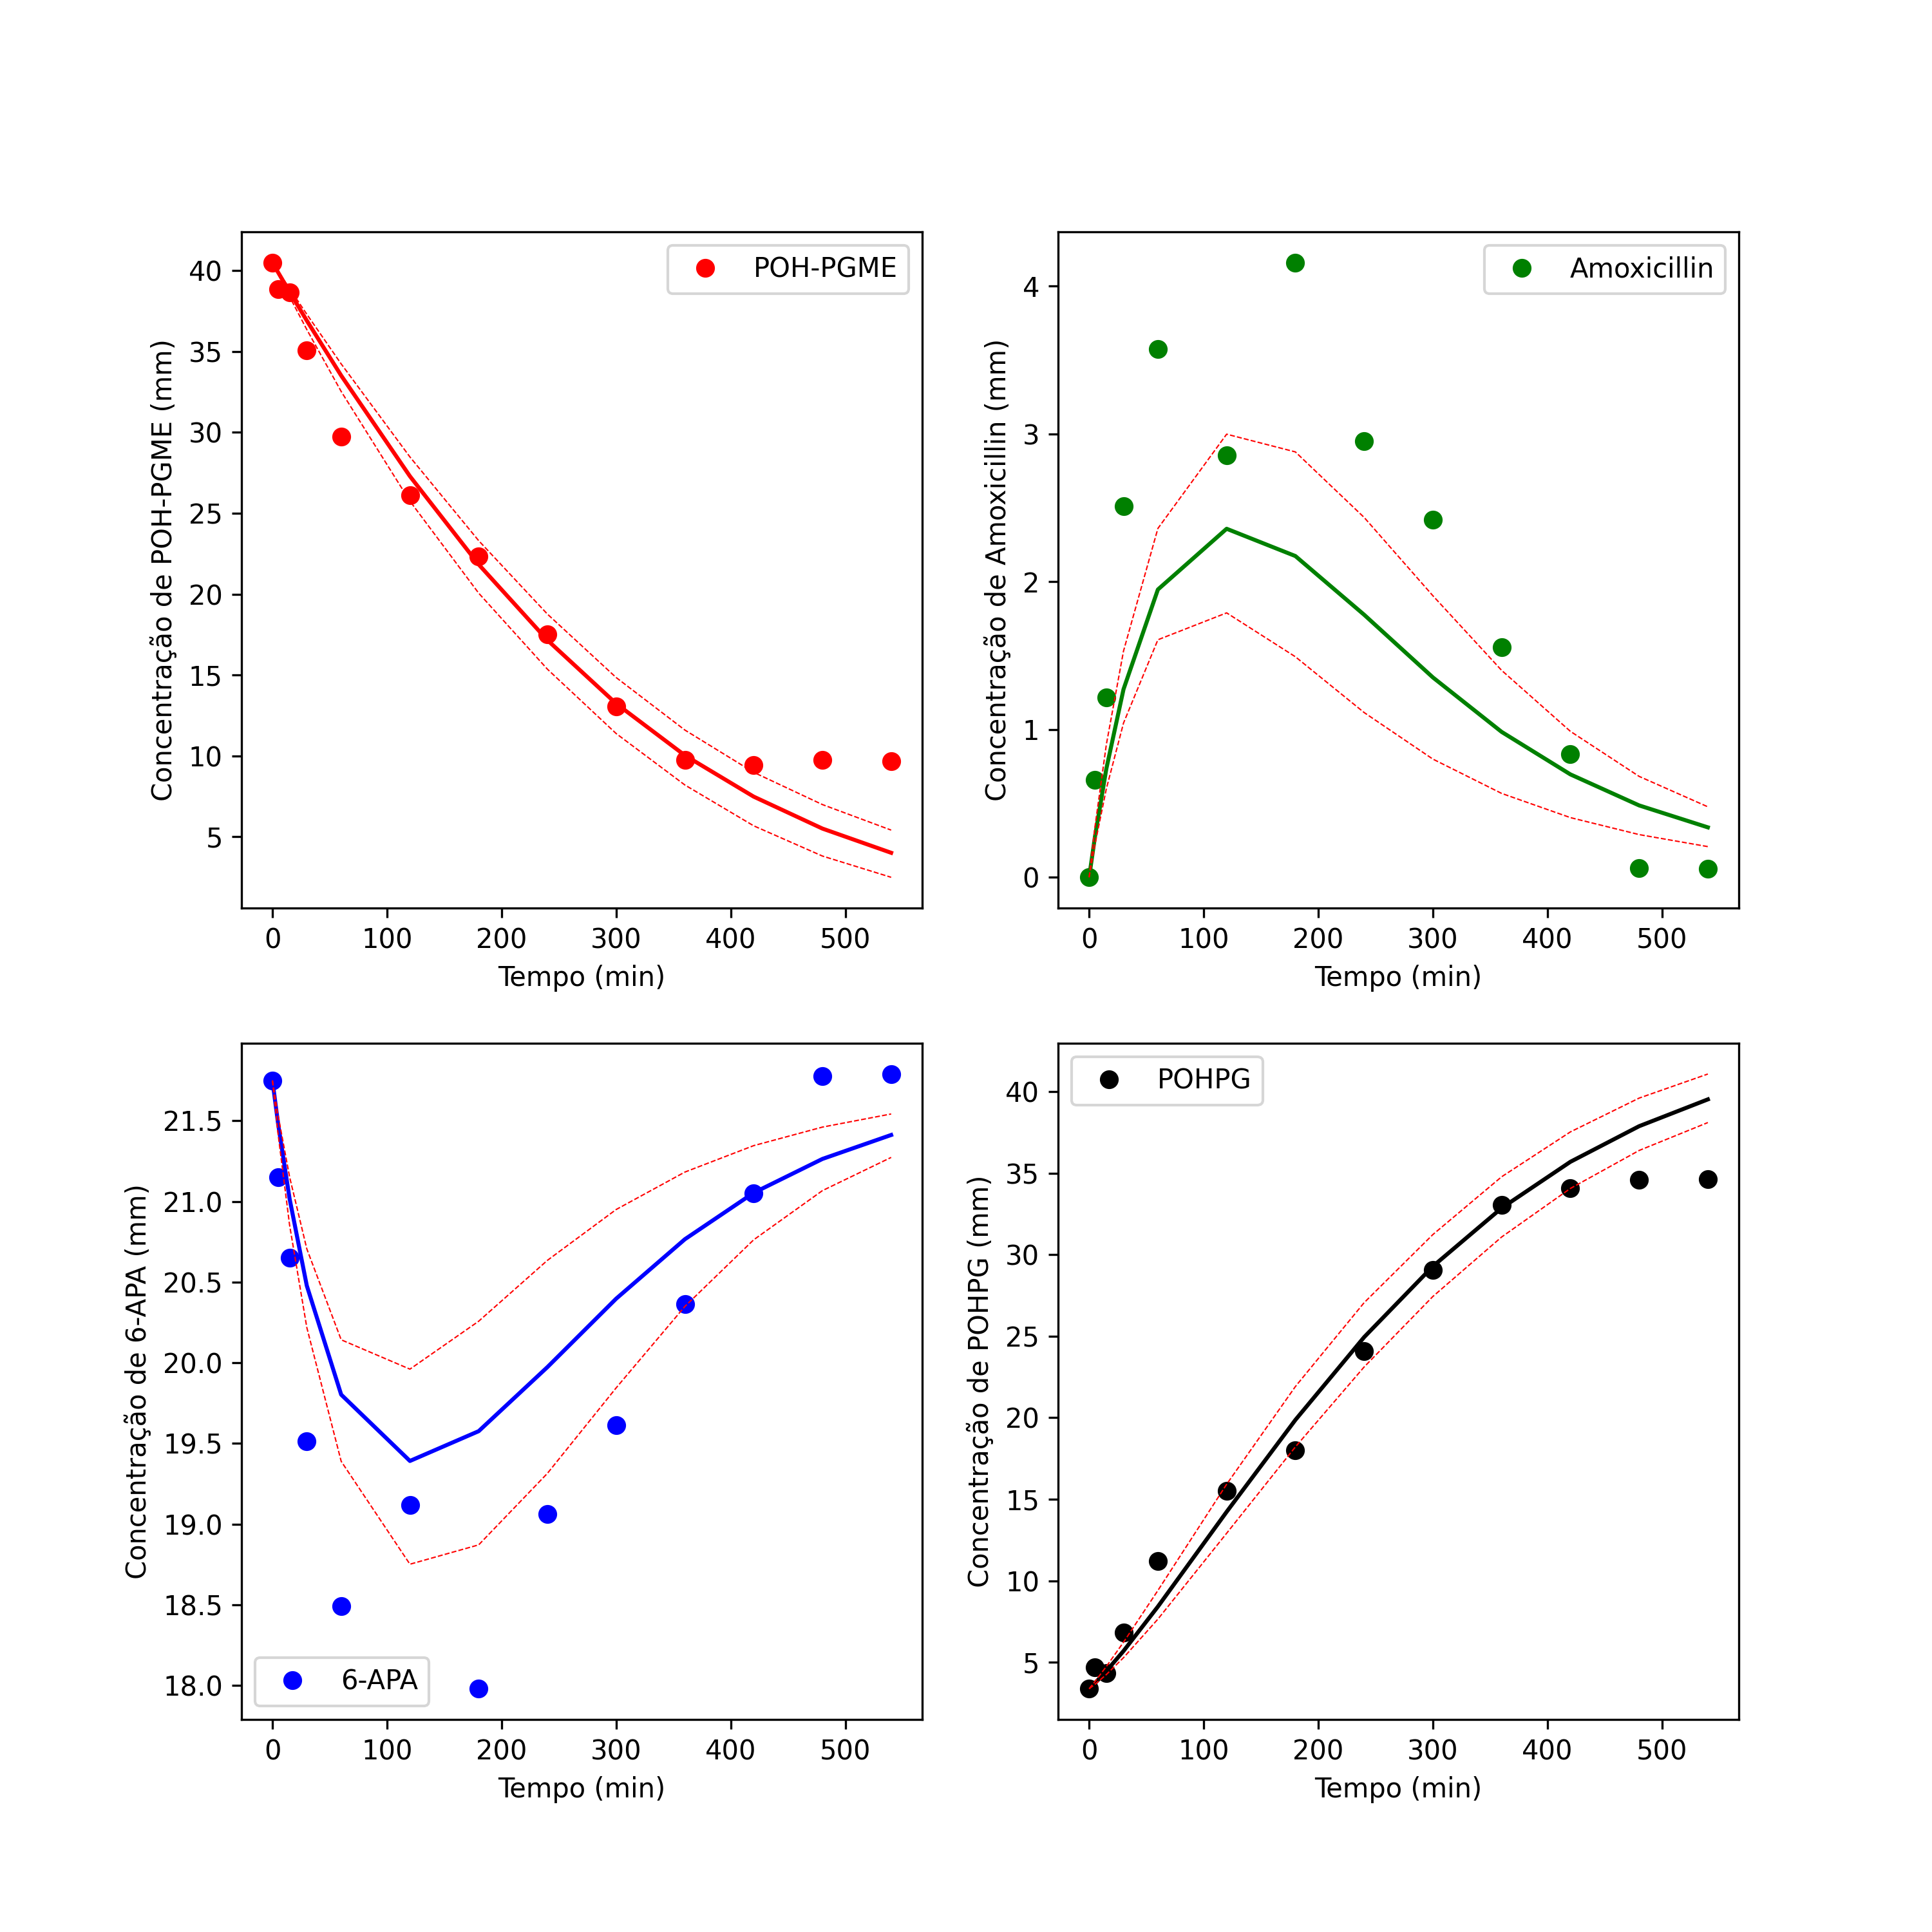 POH-PGME
40
35
30
25
20
15
10
5
Concentração de POH-PGME (mm)
0 100 200 300 400 500
Tempo (min)
Amoxicillin
4
3
2
1
0
Concentração de Amoxicillin (mm)
0 100 200 300 400 500
Tempo (min)
21.5
21.0
20.5
20.0
19.5
19.0
18.5
18.0
Concentração de 6-APA (mm)
6-APA
0 100 200 300 400 500
Tempo (min)
POHPG
40
35
30
25
20
15
10
5
Concentração de POHPG (mm)
0 100 200 300 400 500
Tempo (min)